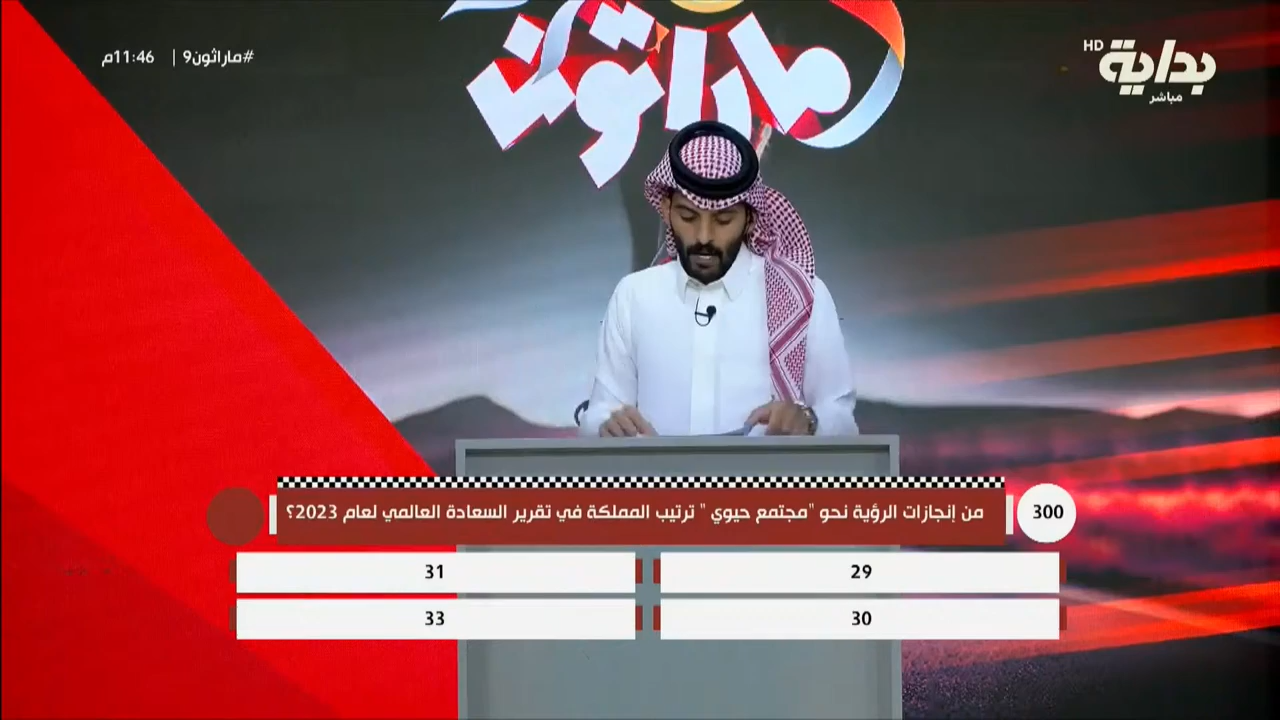 #ماراثون9 | 11:46م
HD
بداية
مباشر
ماراثون
300
من إنجازات الرؤية نحو "مجتمع حيوي " ترتيب المملكة في تقرير السعادة العالمي لعام 2023؟
29
31
30
33